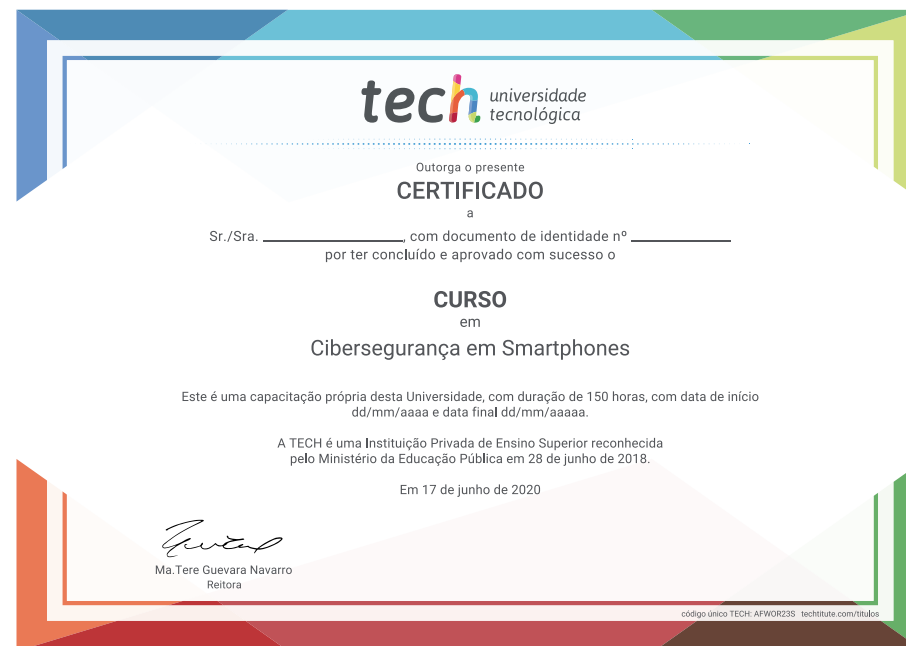 tech universidade
tecnológica
Outorga o presente
CERTIFICADO
a
Sr./Sra. ____________, com documento de identidade nº ____________
por ter concluído e aprovado com sucesso o
CURSO
em
Cibersegurança em Smartphones
Este é uma capacitação própria desta Universidade, com duração de 150 horas, com data de início
dd/mm/aaaa e data final dd/mm/aaaaa.
A TECH é uma Instituição Privada de Ensino Superior reconhecida
pelo Ministério da Educação Pública em 28 de junho de 2018.
Em 17 de junho de 2020
Ma.Tere Guevara Navarro
Reitora
código único TECH: AFWOR23S techtitute.com/titulos